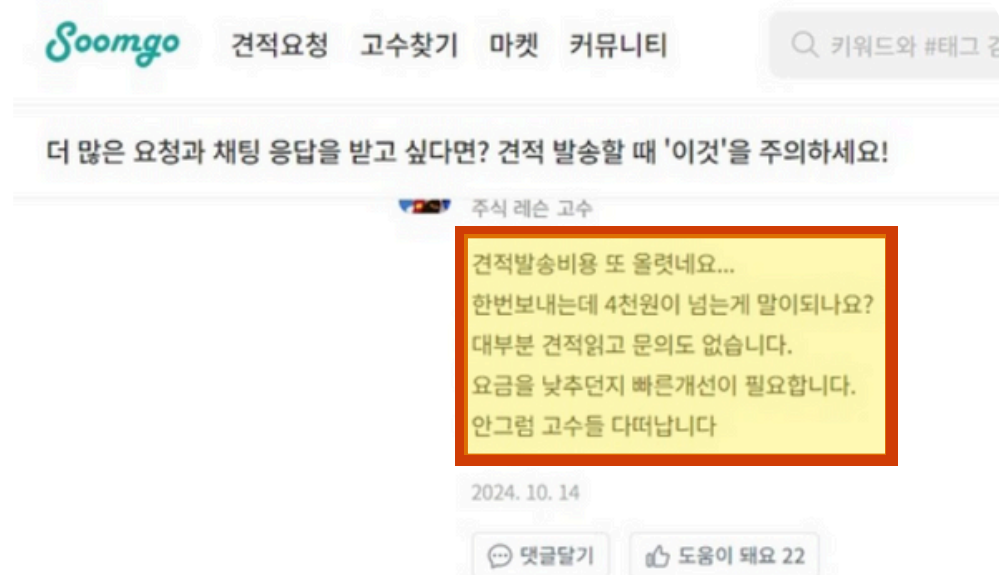 Soomgo 견적요청 고수찾기 마켓 커뮤니티 키워드와 #태그 검
더 많은 요청과 채팅 응답을 받고 싶다면? 견적 발송할 때 '이것'을 주의하세요!
주식 레슨 고수
견적발송비용 또 올렷네요...
한번보내는데 4천원이 넘는게 말이되나요?
대부분 견적읽고 문의도 없습니다.
요금을 낮추던지 빠른개선이 필요합니다.
안그럼 고수들 다떠납니다
2024. 10. 14
댓글달기 도움이 돼요 22